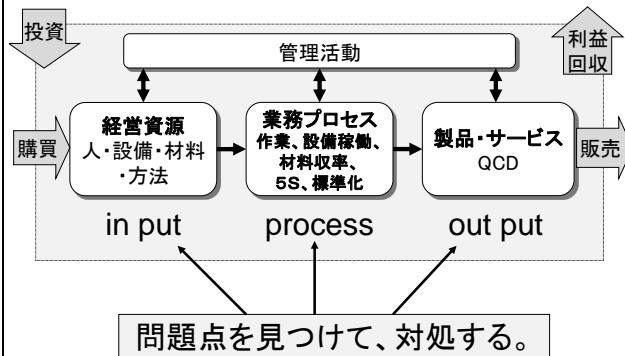 投資
利益
回収
管理活動
購買
経営資源
人・設備・材料
・方法
業務プロセス
作業、設備稼働、
材料収率、
5S、標準化
製品・サービス
QCD
販売
in put
process
out put
問題点を見つけて、対処する。